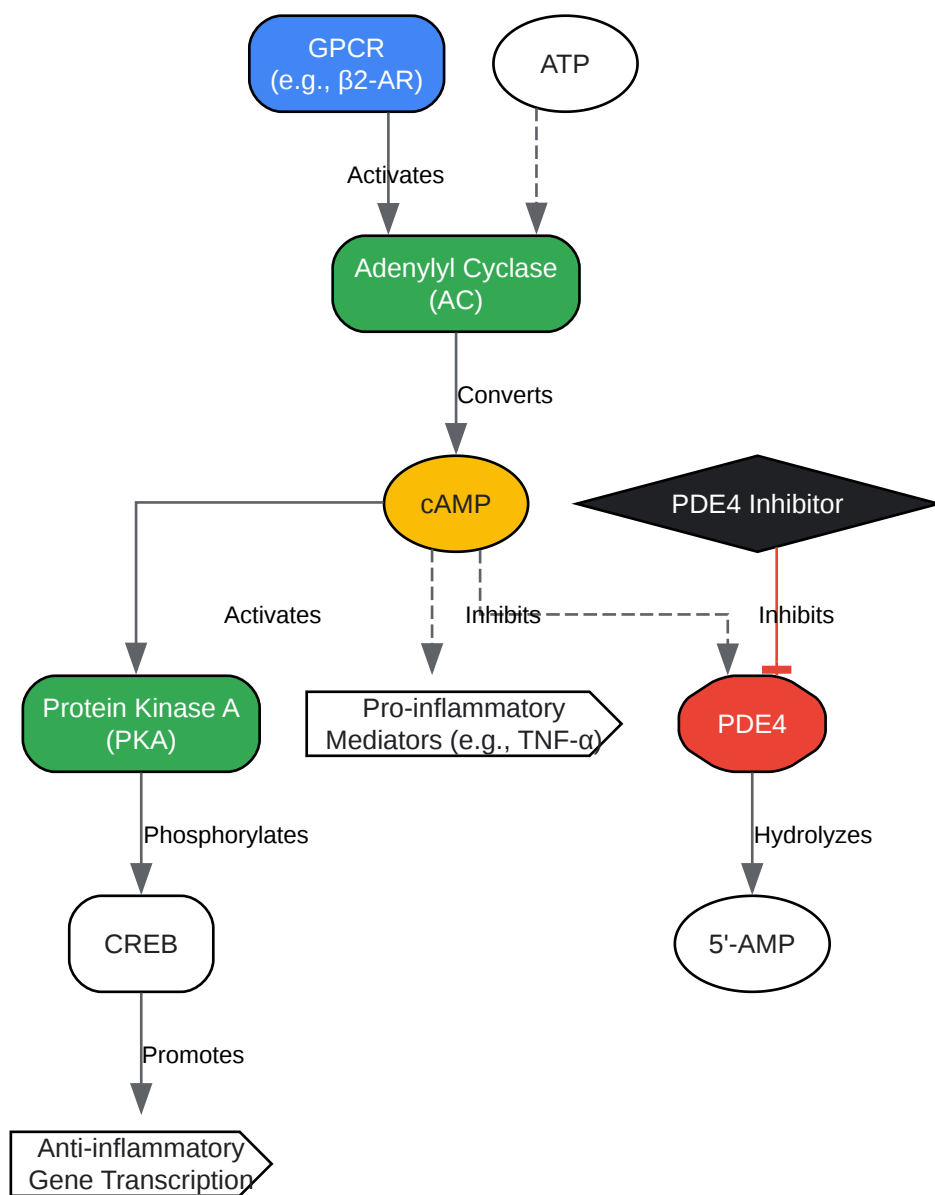 GPCR
(e.g., β2-AR)
ATP
Activates
Adenylyl Cyclase
(AC)
Converts
cAMP
PDE4 Inhibitor
Activates
Inhibits
Inhibits
Protein Kinase A
(PKA)
Pro-inflammatory
Mediators (e.g., TNF-α)
PDE4
Phosphorylates
Hydrolyzes
CREB
5'-AMP
Promotes
Anti-inflammatory
Gene Transcription